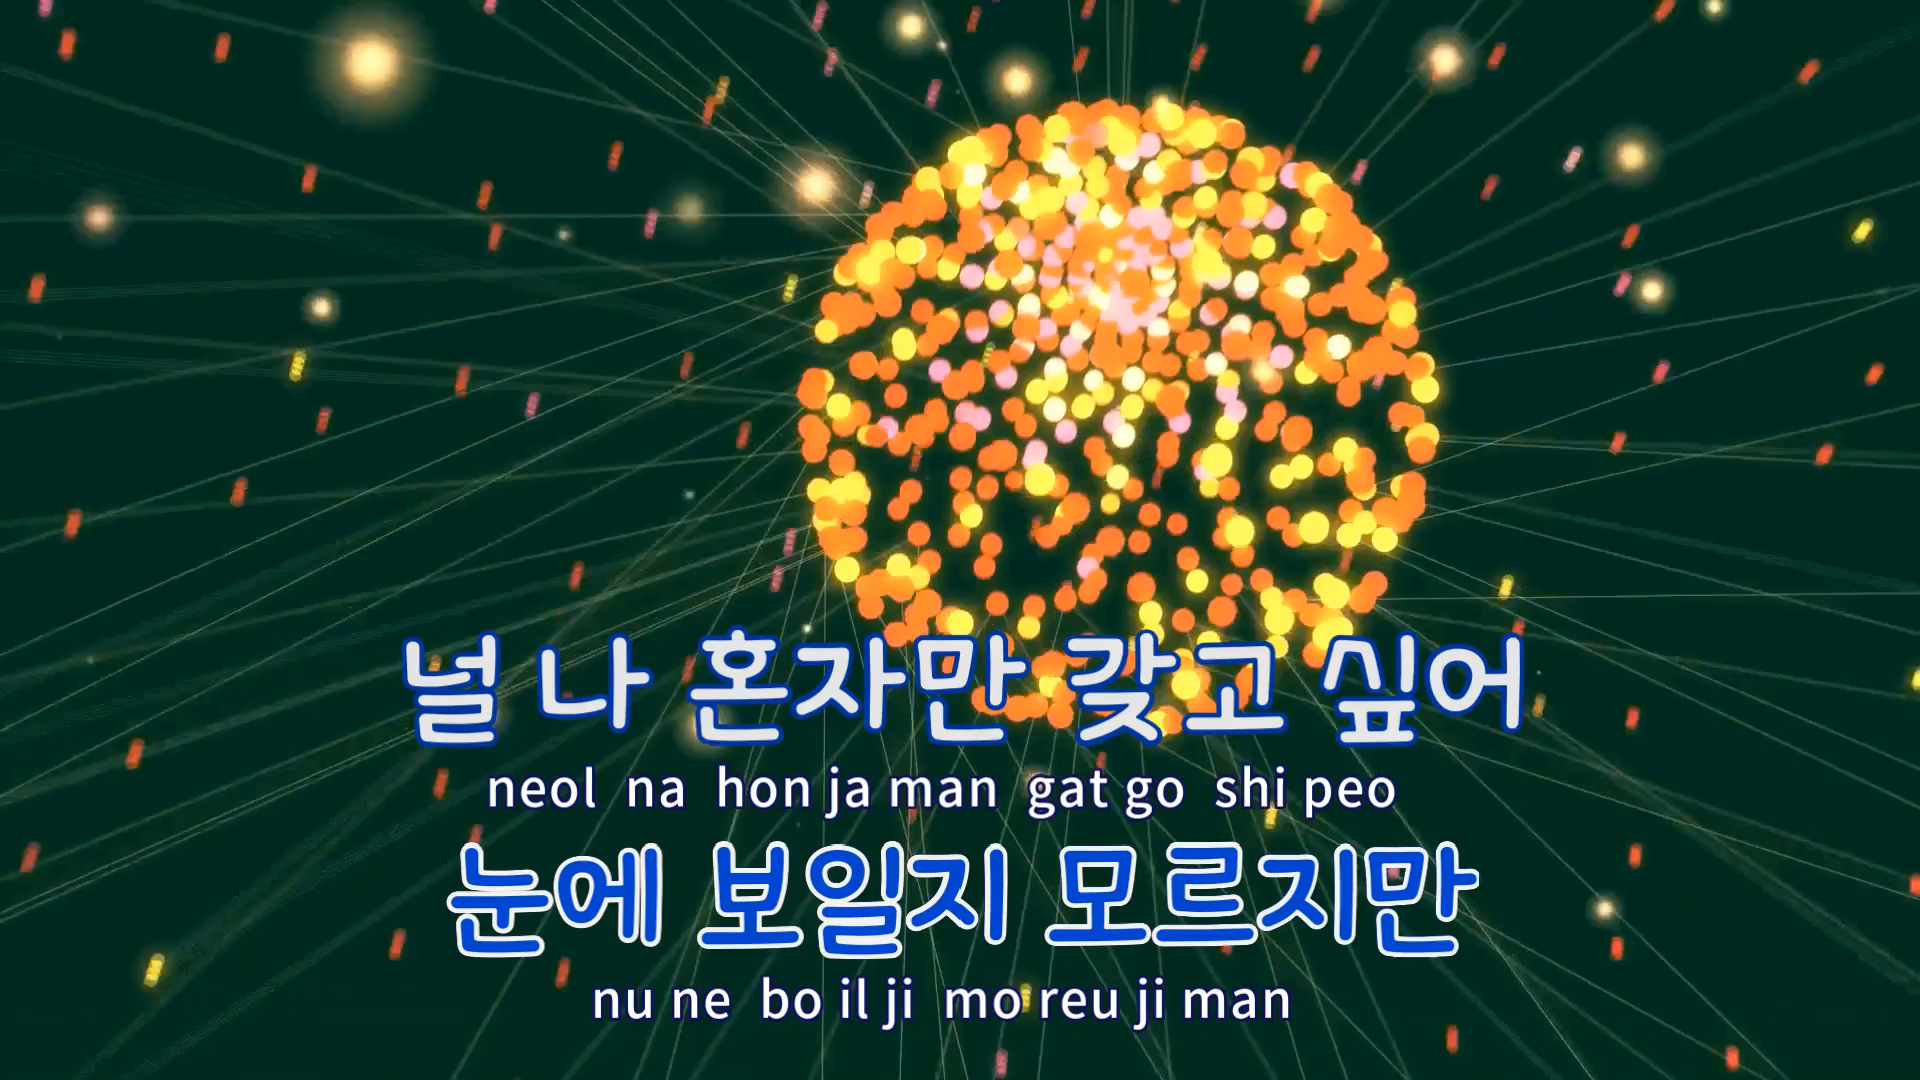 널 나 혼자만 갖고 싶어
neol na hon ja man gat go shi peo
눈에 보일지 모르지만
nu ne bo il ji mo reu ji man